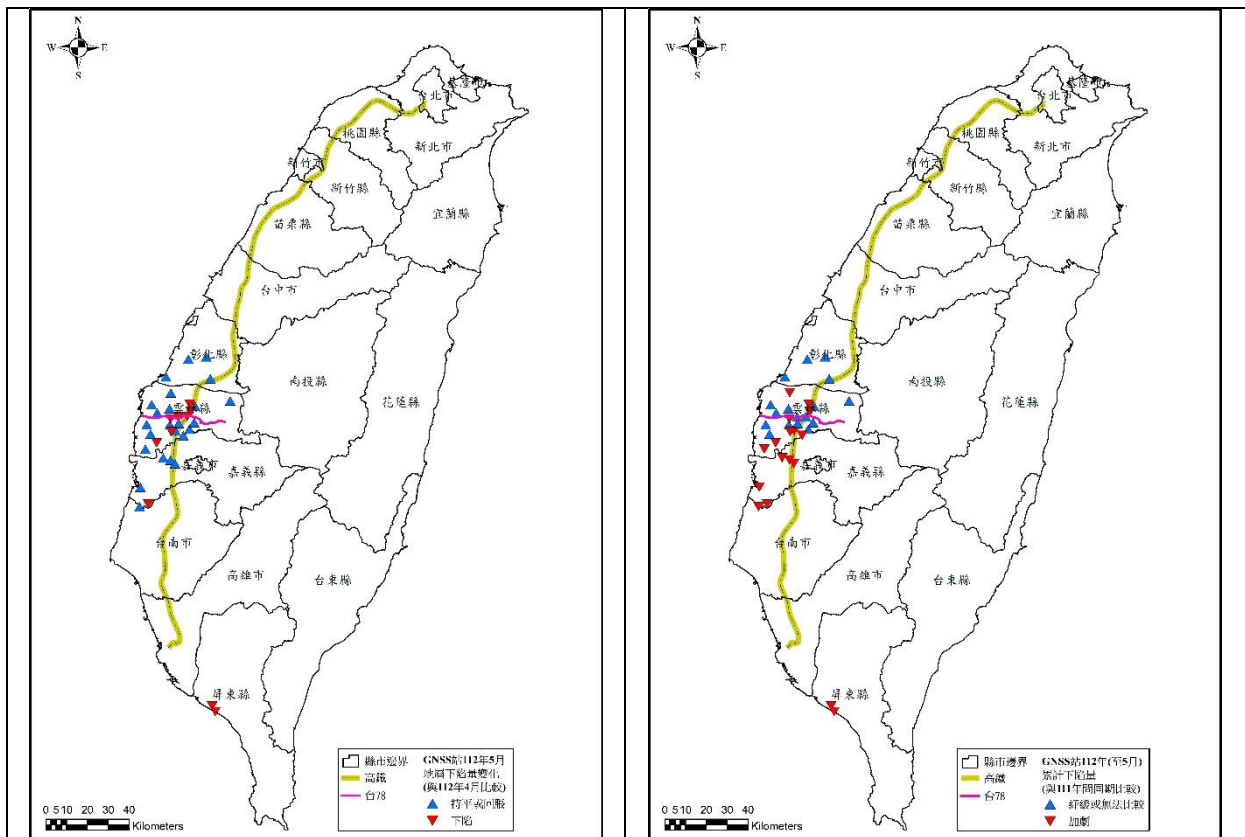 N
W E
S
基隆市
台北市
桃園縣
新北市
新竹市
新竹縣
宜蘭縣
苗栗縣
台中市
彰化縣
南投縣
花蓮縣
雲林縣
嘉義市
嘉義縣
台南市
高雄市
台東縣
屏東縣
縣市邊界
高鐵
台78
GNSS站112年5月
地層下陷量變化
(與112年4月比較)
持平或回脹
下陷
0 5 10 20 30 40
Kilometers
N
W E
S
基隆市
台北市
桃園縣
新北市
新竹市
新竹縣
宜蘭縣
苗栗縣
台中市
彰化縣
南投縣
花蓮縣
雲林縣
嘉義市
嘉義縣
台南市
高雄市
台東縣
屏東縣
縣市邊界
高鐵
台78
GNSS站112年(至5月)
累計下陷量
(與111年間同期比較)
紓緩或無法比較
加劇
0 5 10 20 30 40
Kilometers